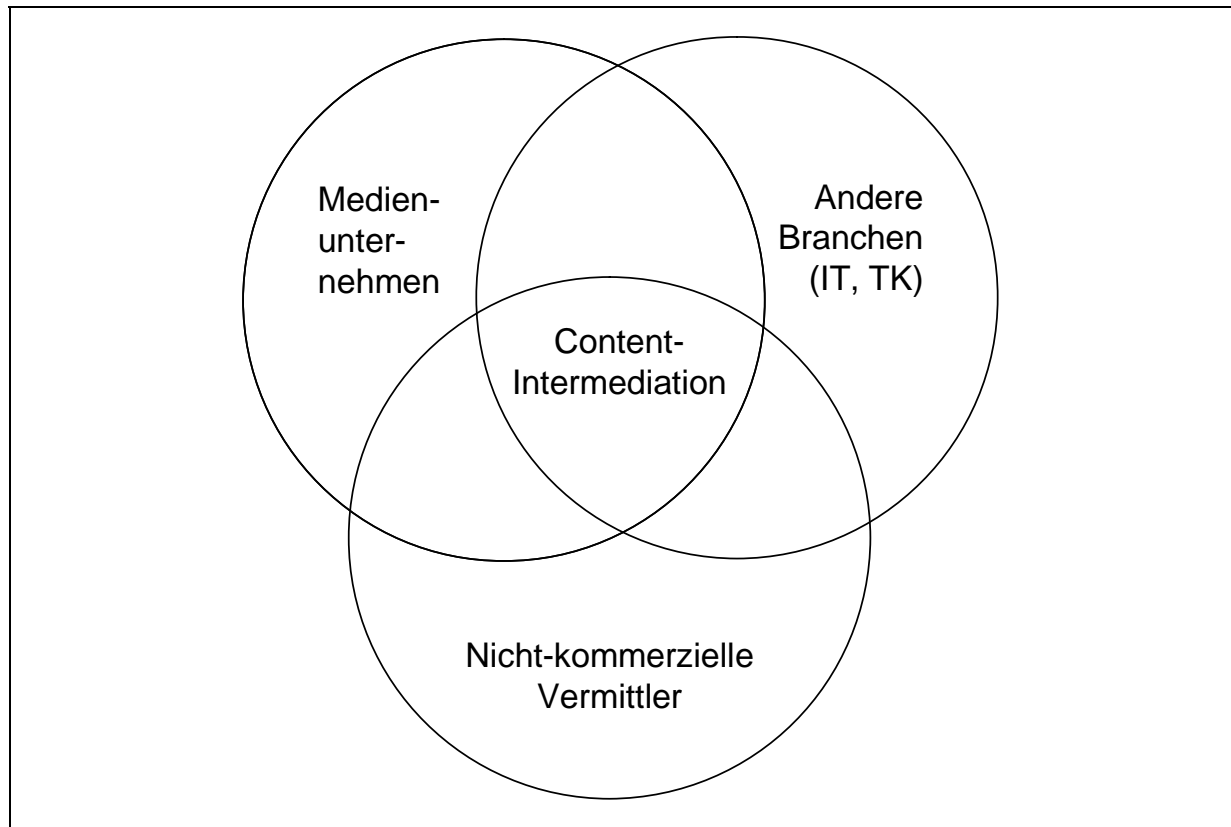 Medien-
unter-
nehmen
Andere
Branchen
(IT, TK)
Content-
Intermediation
Nicht-kommerzielle
Vermittler